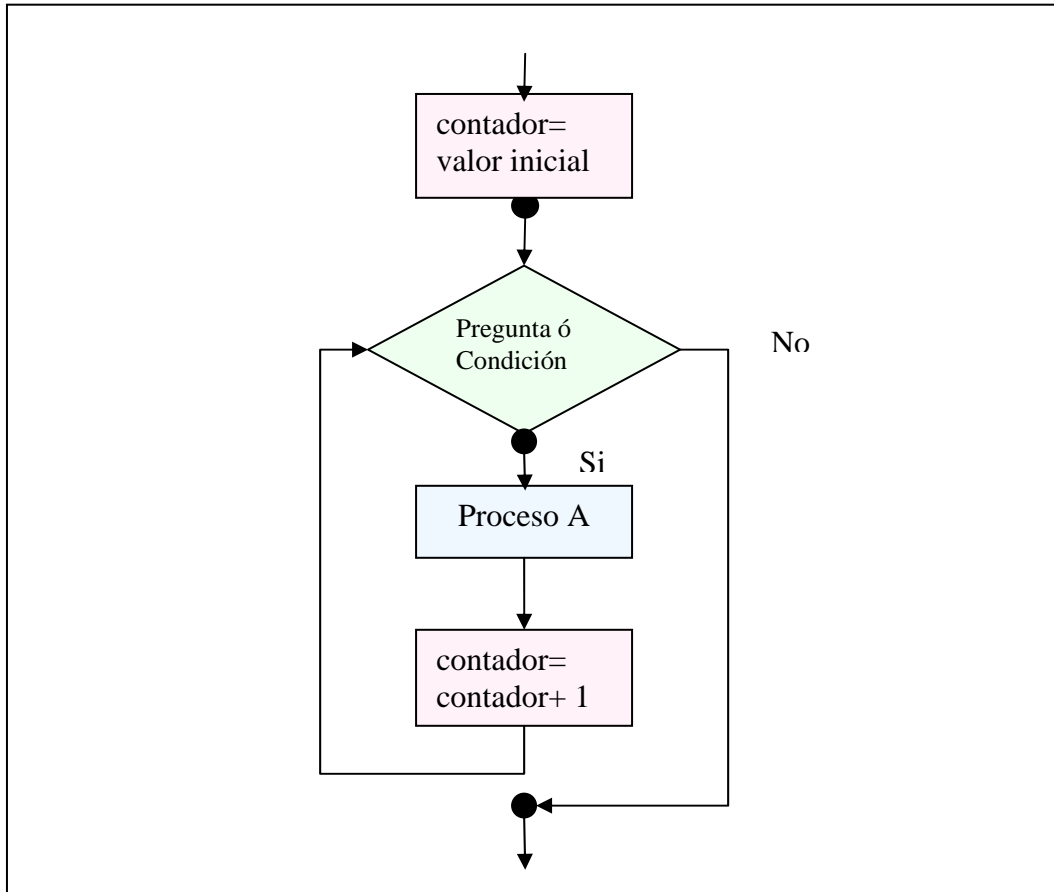 contador=
valor inicial
Pregunta ó
Condición
No
Si
Proceso A
contador=
contador+ 1